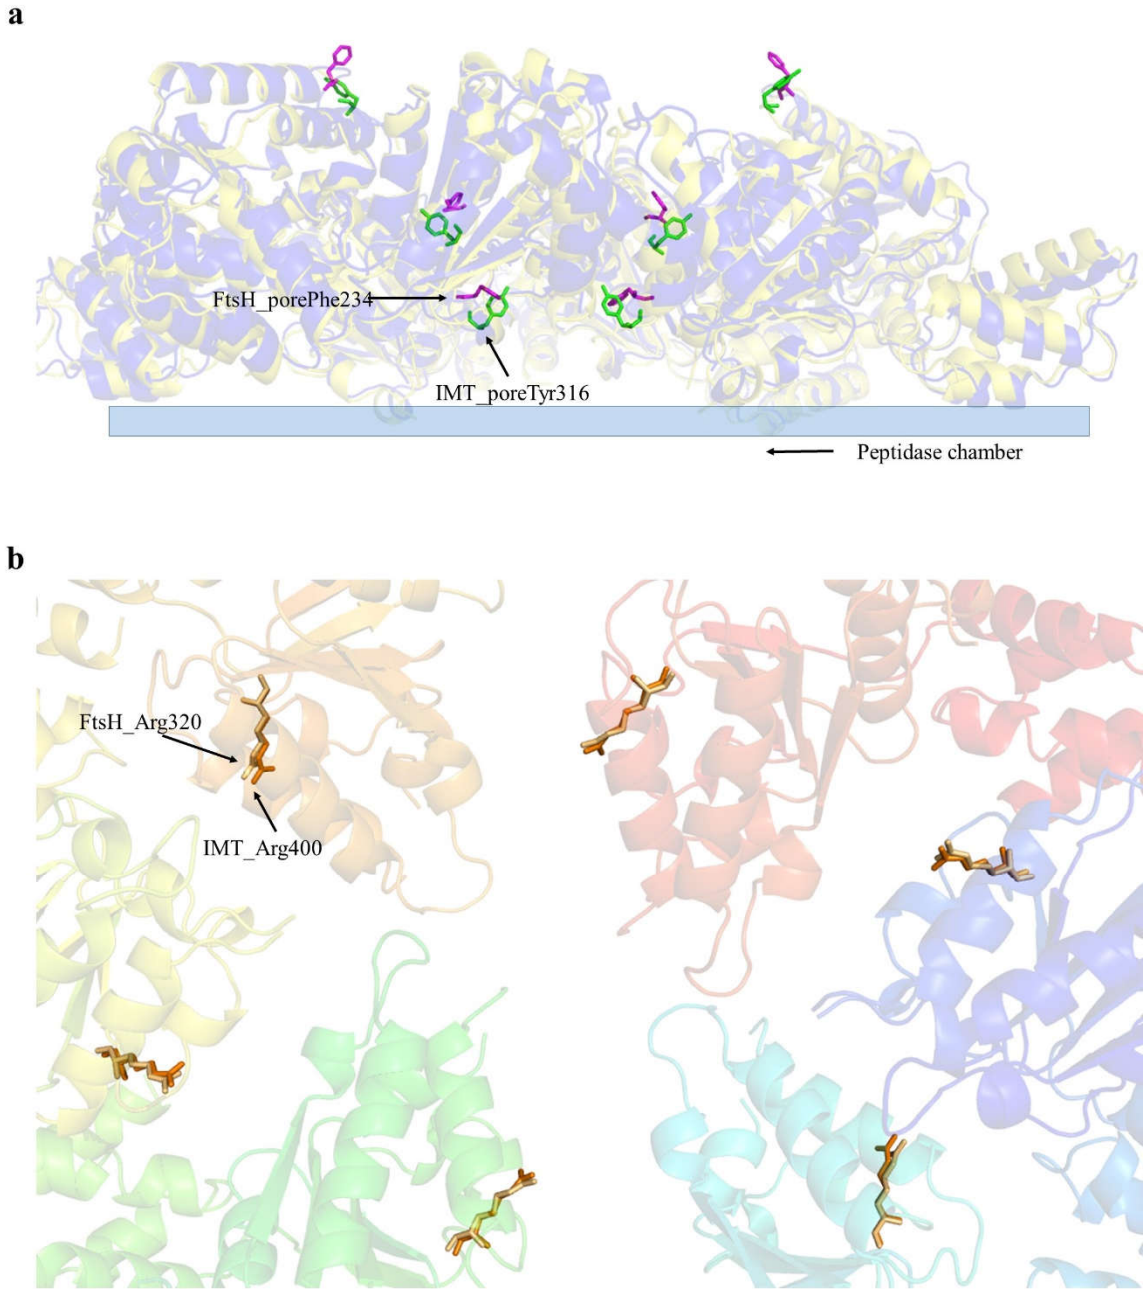 a
FtsH_porePhe234
IMT_poreTyr316
Peptidase chamber
b
FtsH_Arg320
IMT_Arg400